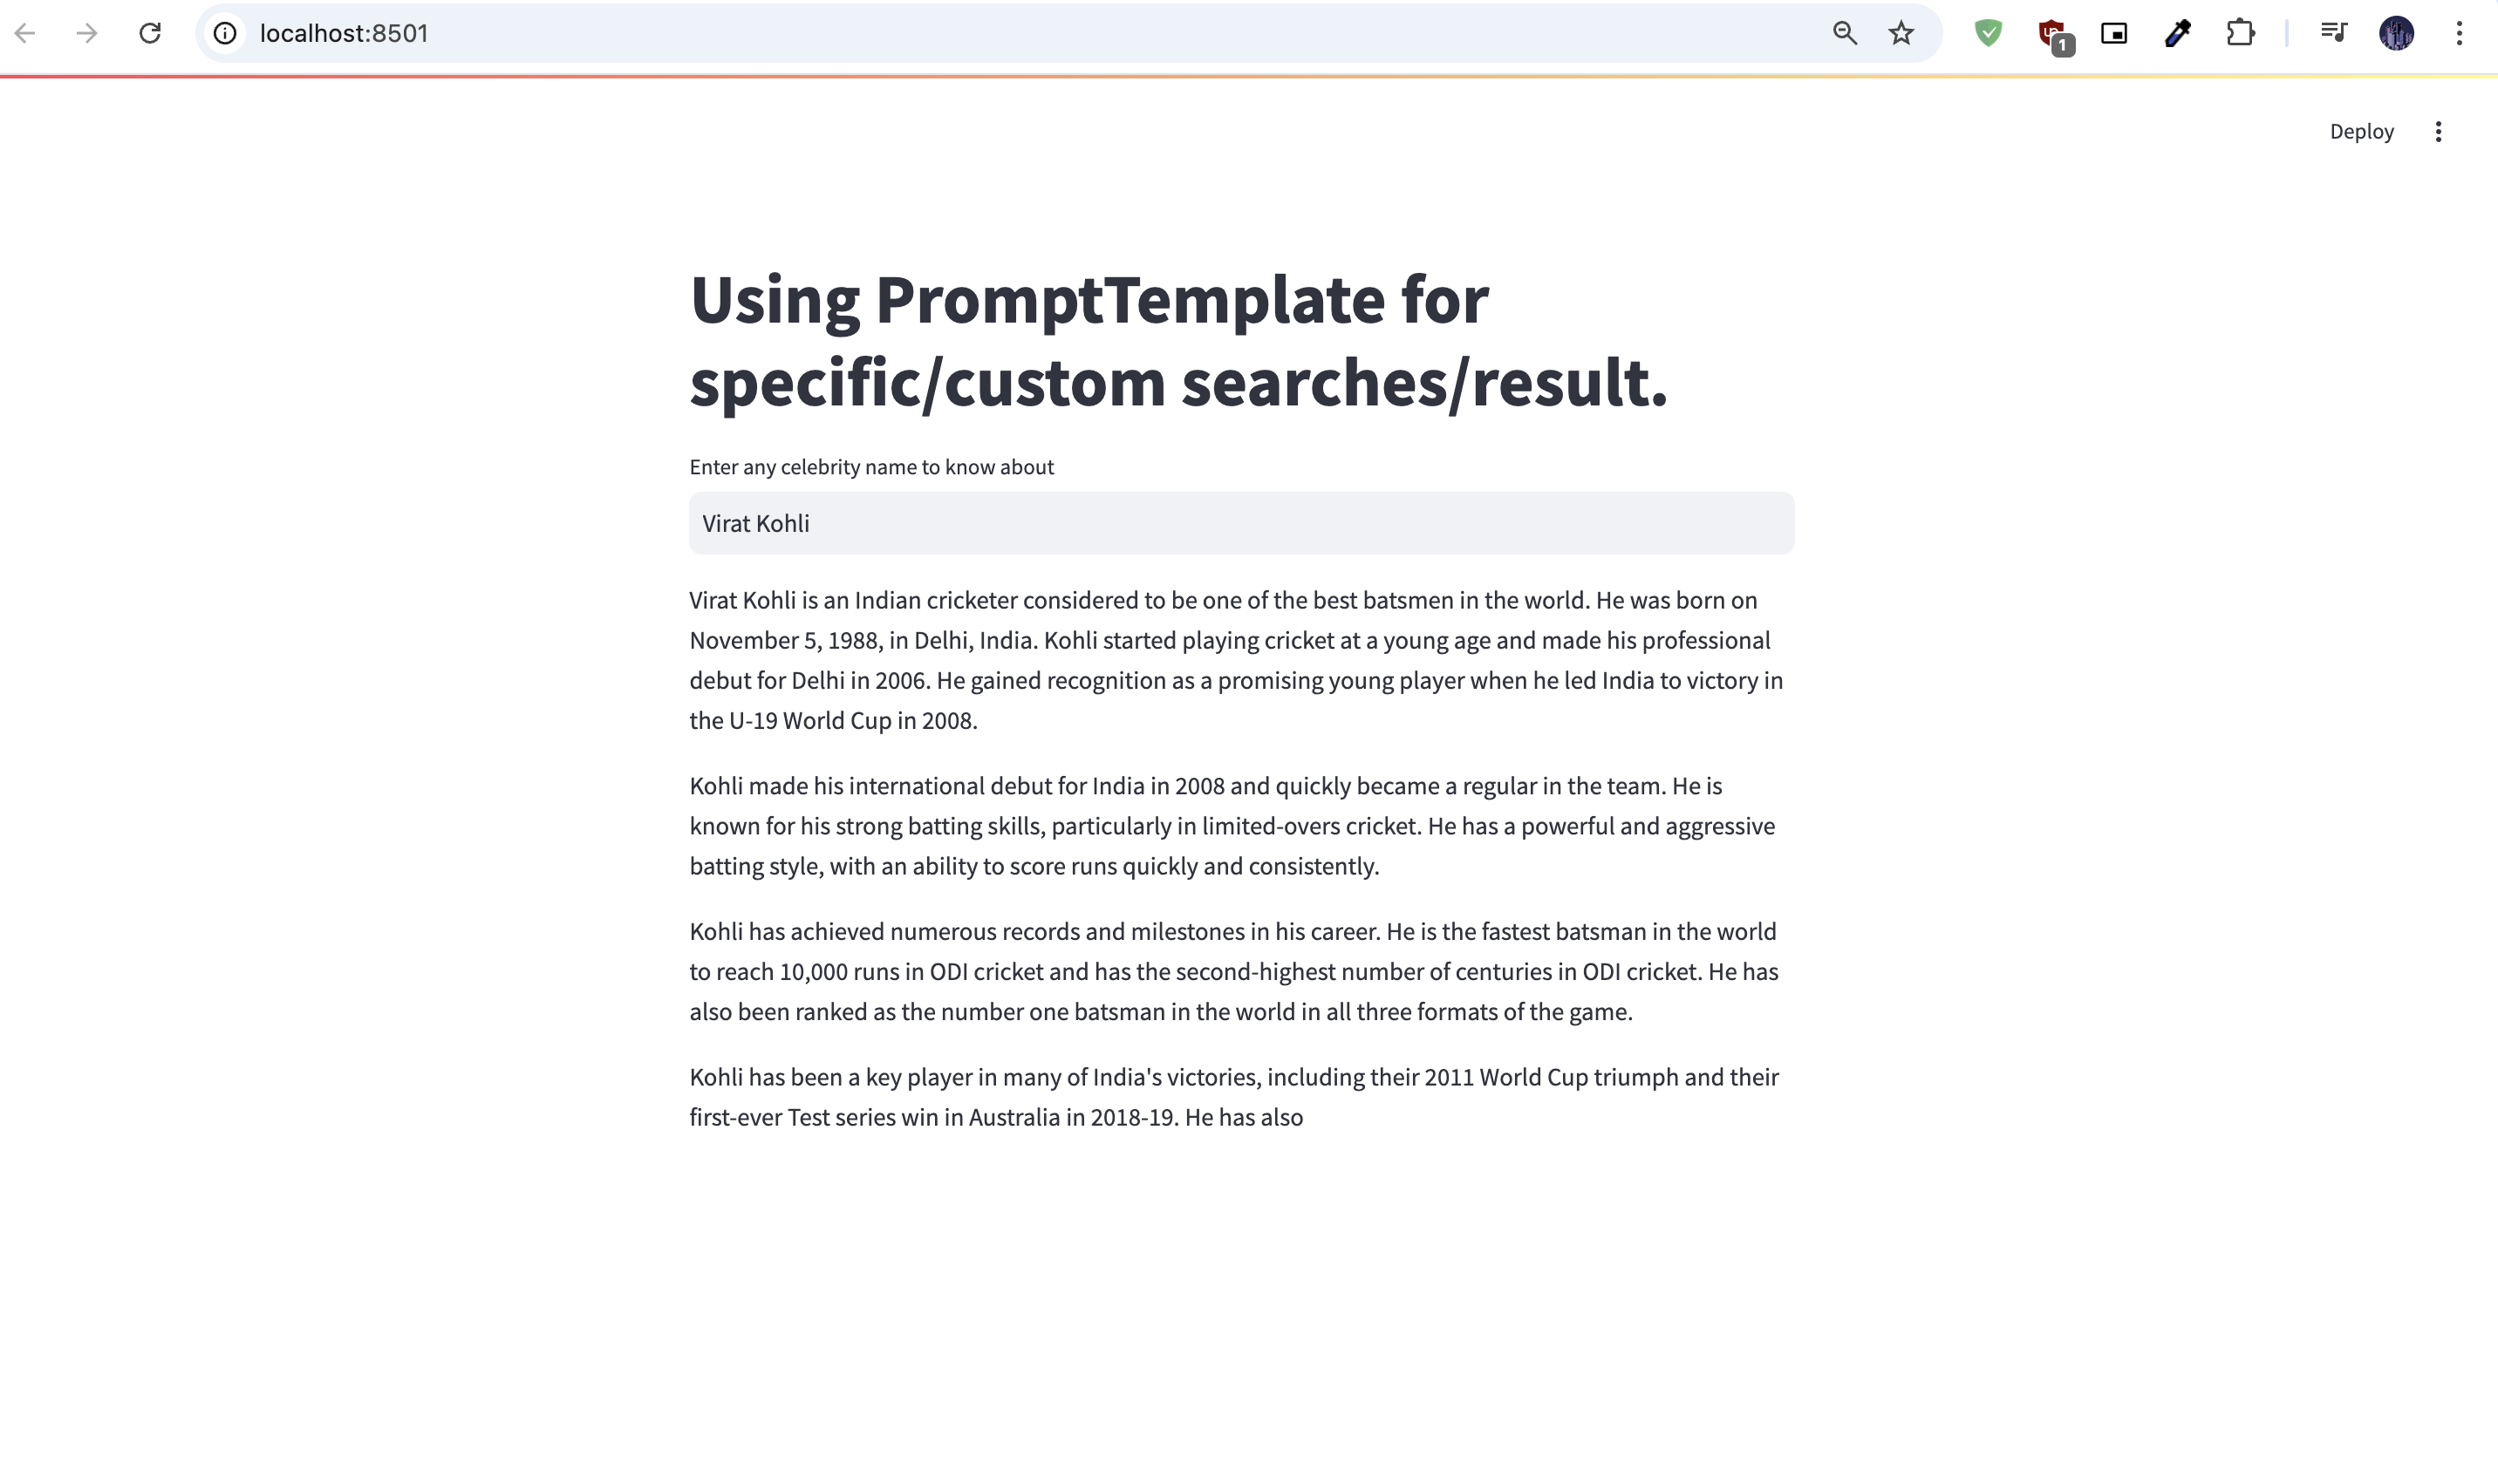 localhost:8501
1
Deploy
Using PromptTemplate for
specific/custom searches/result.
Enter any celebrity name to know about
Virat Kohli
Virat Kohli is an Indian cricketer considered to be one of the best batsmen in the world. He was born on
November 5, 1988, in Delhi, India. Kohli started playing cricket at a young age and made his professional
debut for Delhi in 2006. He gained recognition as a promising young player when he led India to victory in
the U-19 World Cup in 2008.
Kohli made his international debut for India in 2008 and quickly became a regular in the team. He is
known for his strong batting skills, particularly in limited-overs cricket. He has a powerful and aggressive
batting style, with an ability to score runs quickly and consistently.
Kohli has achieved numerous records and milestones in his career. He is the fastest batsman in the world
to reach 10,000 runs in ODI cricket and has the second-highest number of centuries in ODI cricket. He has
also been ranked as the number one batsman in the world in all three formats of the game.
Kohli has been a key player in many of India's victories, including their 2011 World Cup triumph and their
first-ever Test series win in Australia in 2018-19. He has also